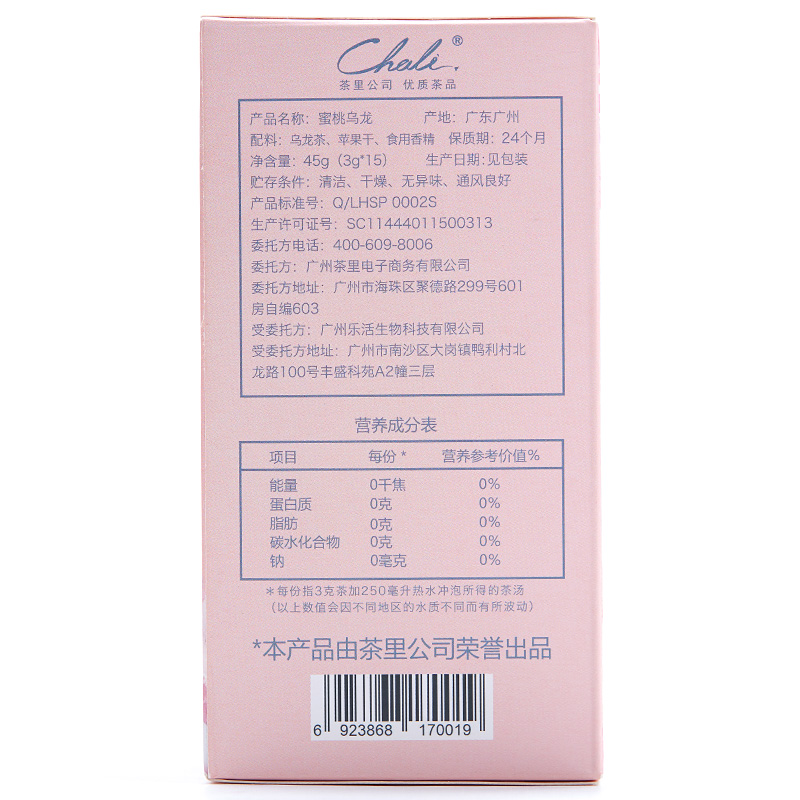 Chali.®
茶里公司 优质茶品
产品名称：蜜桃乌龙 产地：广东广州
配料：乌龙茶、苹果干、食用香精 保质期：24个月
净含量：45g（3g*15） 生产日期:见包装
贮存条件：清洁、干燥、无异味、通风良好
产品标准号：Q/LHSP 0002S
生产许可证号：SC11444011500313
委托方电话：400-609-8006
委托方：广州茶里电子商务有限公司
委托方地址：广州市海珠区聚德路299号601
房自编603
受委托方：广州乐活生物科技有限公司
受委托方地址：广州市南沙区大岗镇鸭利村北
龙路100号丰盛科苑A2幢三层
营养成分表
项目 每份 * 营养参考价值%
能量 0千焦 0%
蛋白质 0克 0%
脂肪 0克 0%
碳水化合物 0克 0%
钠 0毫克 0%
＊每份指3克茶加250毫升热水冲泡所得的茶汤
（以上数值会因不同地区的水质不同而有所波动）
*本产品由茶里公司荣誉出品
6 923868 170019